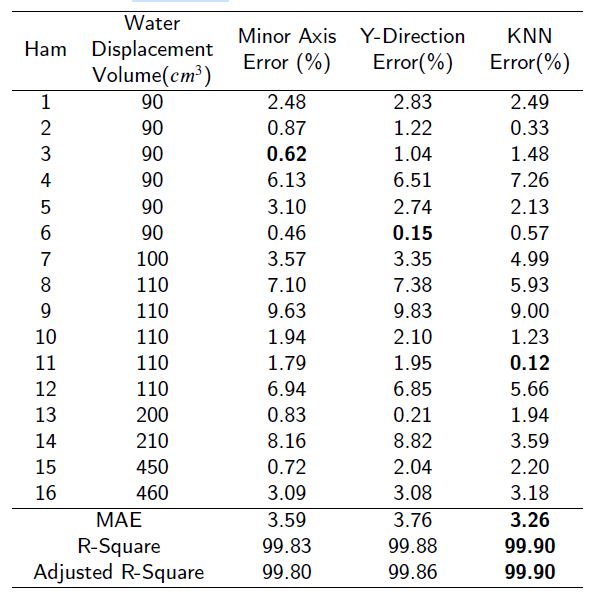 Ham Water Displacement Volume(cm³) Minor Axis Error (%) Y-Direction Error(%) KNN Error(%)
1 90 2.48 2.83 2.49
2 90 0.87 1.22 0.33
3 90 0.62 1.04 1.48
4 90 6.13 6.51 7.26
5 90 3.10 2.74 2.13
6 90 0.46 0.15 0.57
7 100 3.57 3.35 4.99
8 110 7.10 7.38 5.93
9 110 9.63 9.83 9.00
10 110 1.94 2.10 1.23
11 110 1.79 1.95 0.12
12 110 6.94 6.85 5.66
13 200 0.83 0.21 1.94
14 210 8.16 8.82 3.59
15 450 0.72 2.04 2.20
16 460 3.09 3.08 3.18
MAE 3.59 3.76 3.26
R-Square 99.83 99.88 99.90
Adjusted R-Square 99.80 99.86 99.90